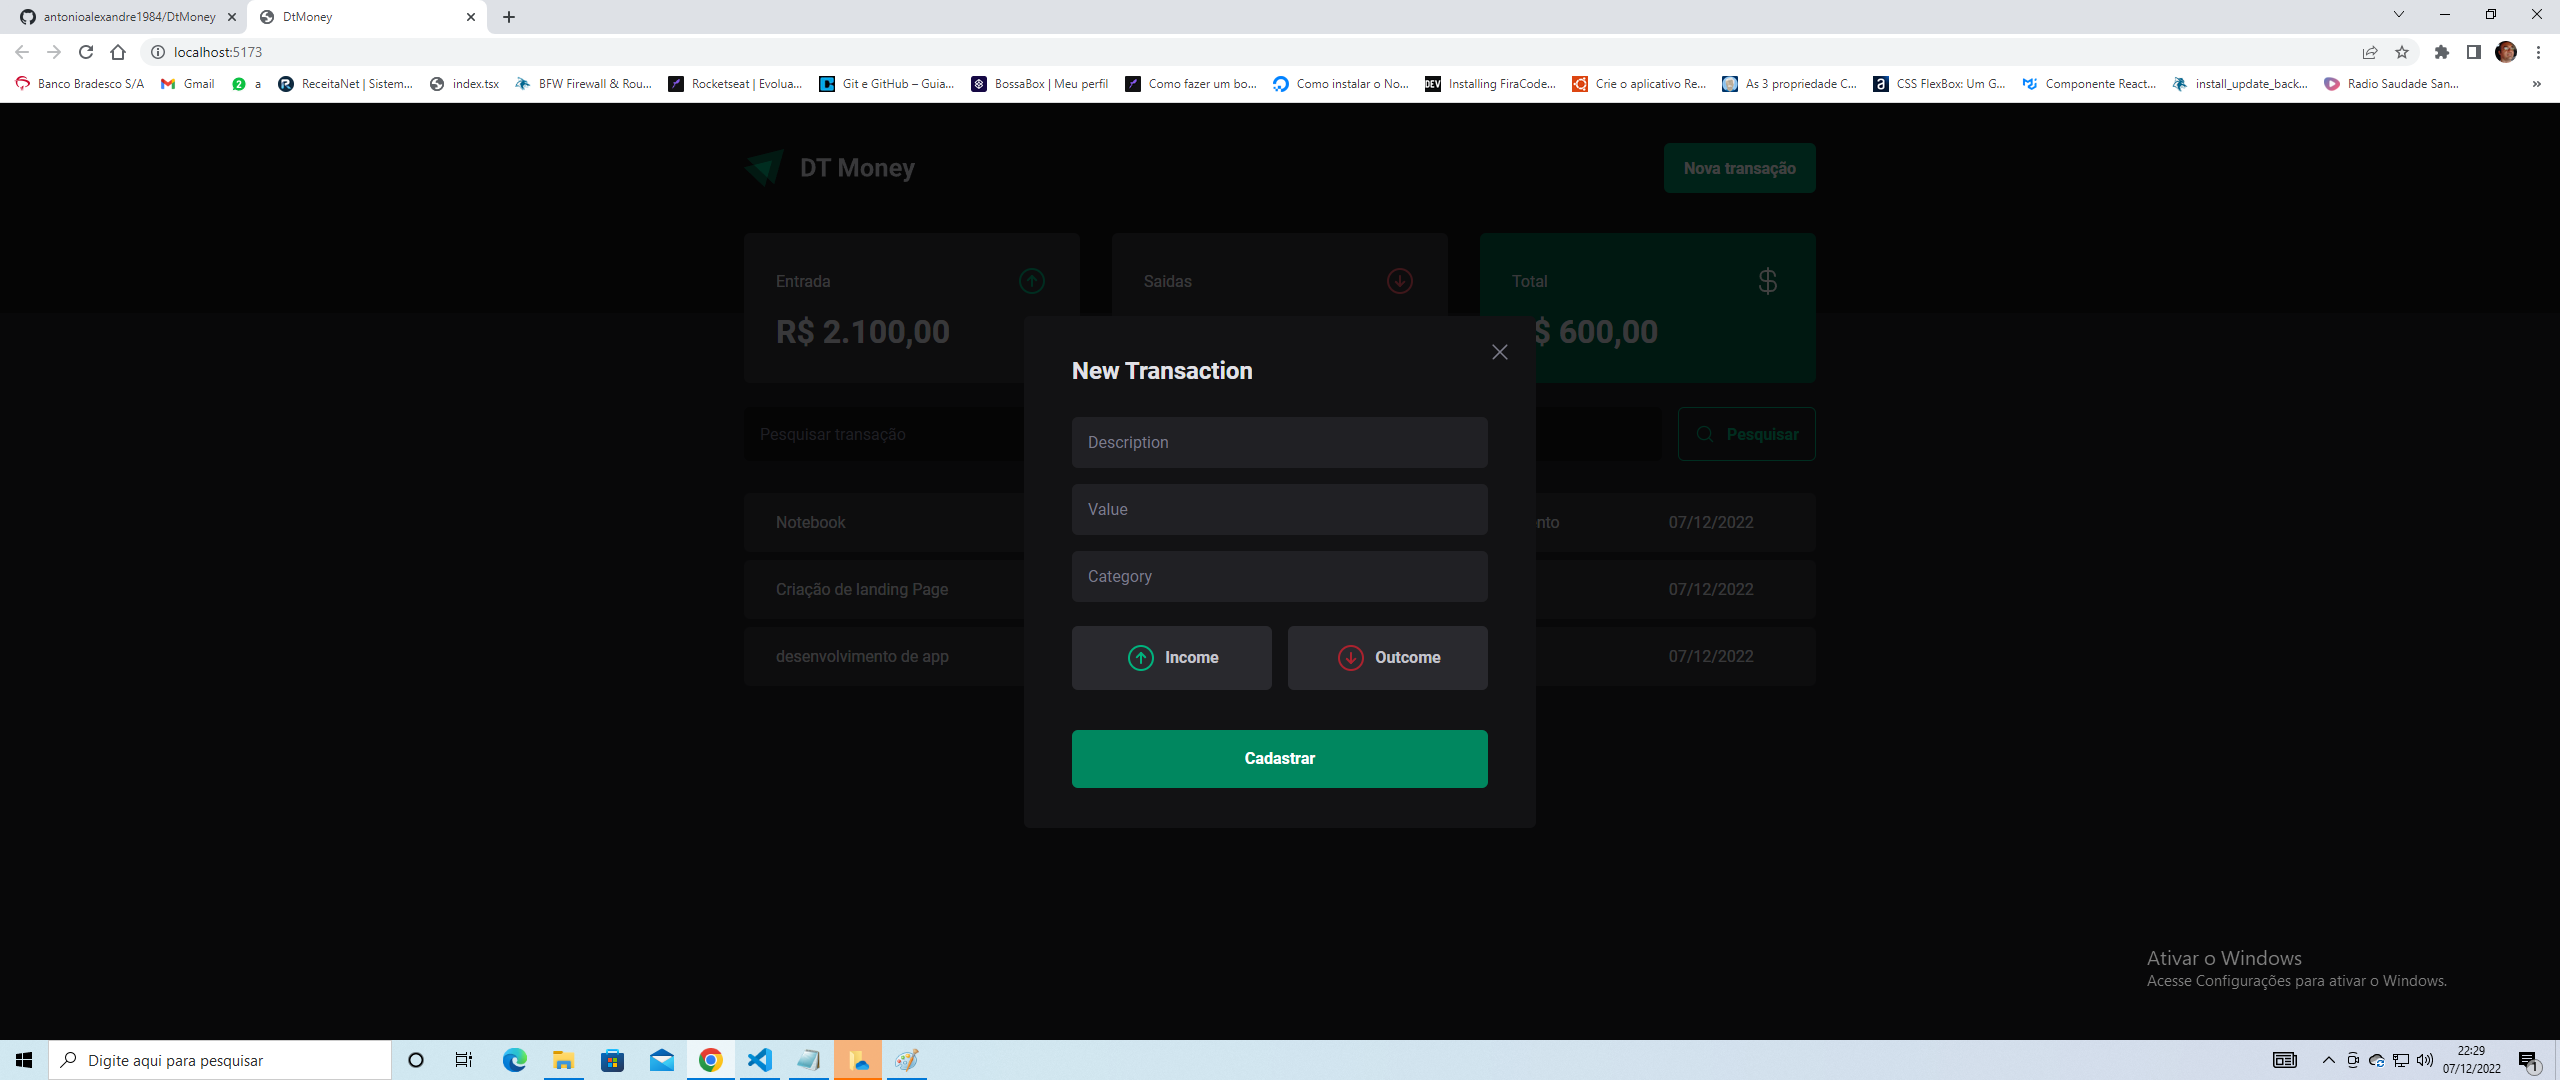 antonioalexandre1984/DtMoney
DtMoney
localhost:5173
Banco Bradesco S/A
Gmail
2
a
ReceitaNet | Sistem...
index.tsx
BFW Firewall & Rou...
Rocketseat | Evolua...
Git e GitHub – Guia...
BossaBox | Meu perfil
Como fazer um bo...
Como instalar o No...
DEV
Installing FiraCode...
Crie o aplicativo Re...
As 3 propriedade C...
a
CSS FlexBox: Um G...
Componente React...
install_update_back...
Radio Saudade San...
»
DT Money
Nova transação
Entrada
R$ 2.100,00
Saidas
Total
$
$ 600,00
New Transaction
Pesquisar transação
Description
Pesquisar
Value
Category
Notebook
nto
07/12/2022
Criação de landing Page
07/12/2022
desenvolvimento de app
07/12/2022
Income
Outcome
Cadastrar
Ativar o Windows
Acesse Configurações para ativar o Windows.
Digite aqui para pesquisar
22:29
07/12/2022
1